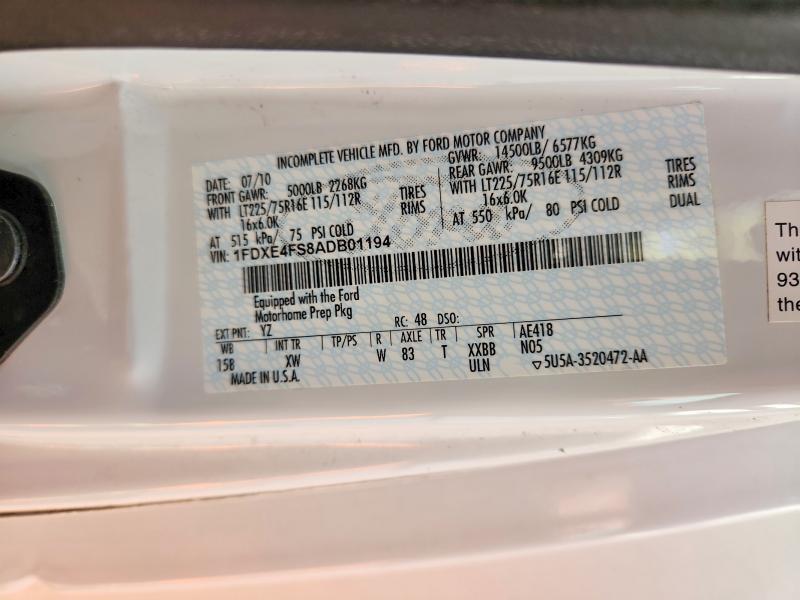 INCOMPLETE VEHICLE MFD. BY FORD MOTOR COMPANY
DATE: 07/10 GVWR: 14500LB/ 6577KG
FRONT GAWR: 5000LB 2268KG REAR GAWR: 9500LB 4309KG
WITH LT225/75R16E 115/112R TIRES WITH LT225/75R16E 115/112R TIRES
16x6.0K RIMS 16x6.0K RIMS
AT 515 kPa/ 75 PSI COLD AT 550 kPa/ 80 PSI COLD DUAL
VIN: 1FDXE4FS8ADB01194
Equipped with the Ford
Motorhome Prep Pkg
EXT PNT: YZ RC: 48 DSO:
WB INT TR TP/PS R AXLE TR SPR AE418
158 XW W 83 T XXBB N05
MADE IN U.S.A. ULN ▽5U5A-3520472-AA
Th
wit
93
the